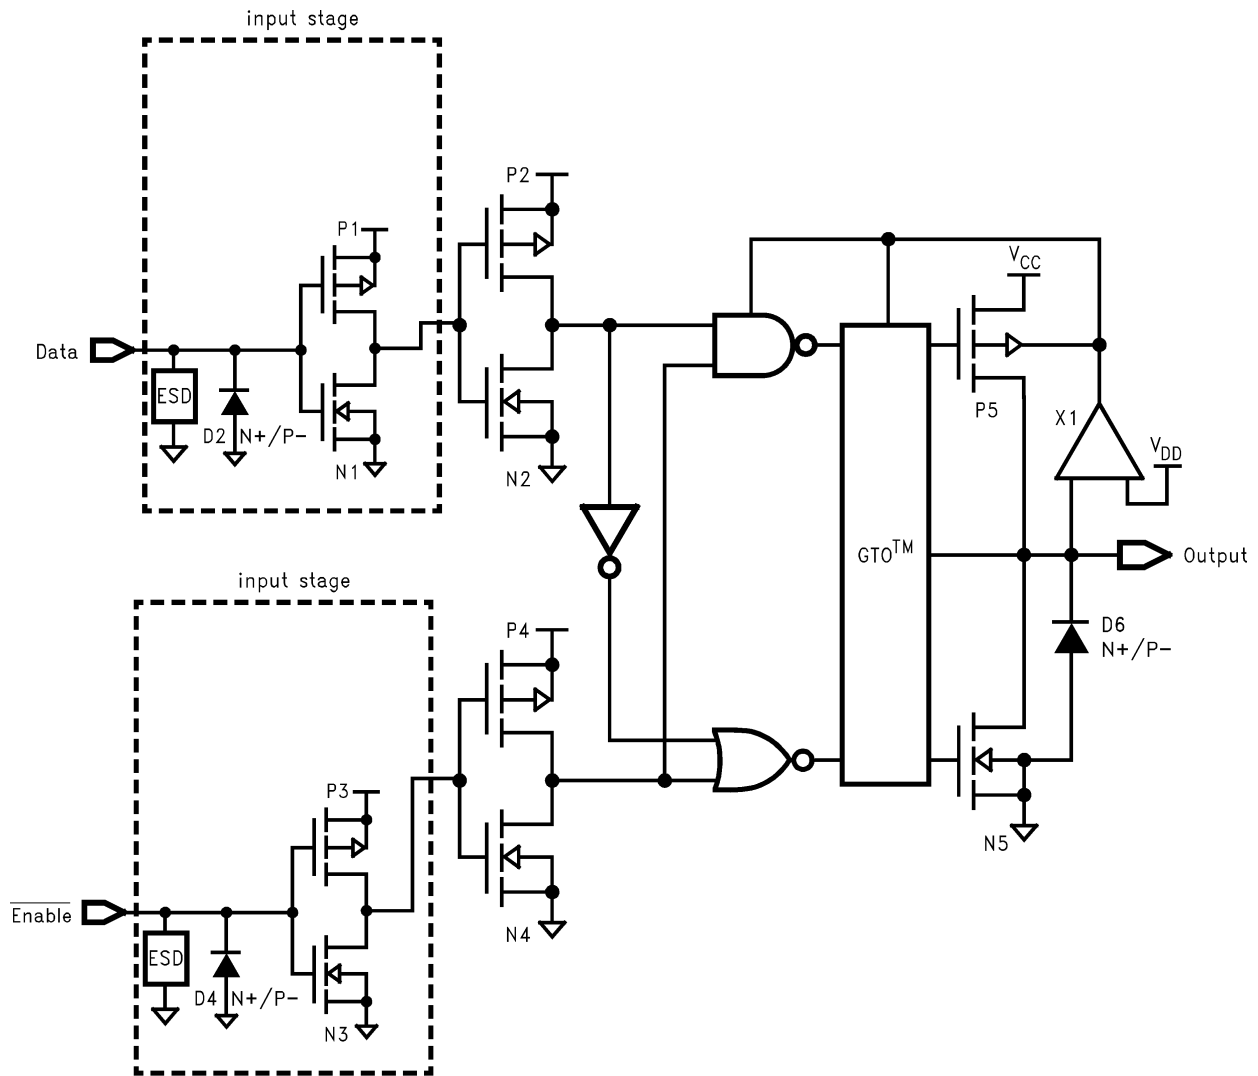 input stage
P2
P1
VCC
Data
ESD
D2 N+/P-
P5
X1
VDD
N1
N2
GTO™
Output
input stage
P4
D6
N+/P-
P3
N5
Enable
ESD
D4 N+/P-
N4
N3